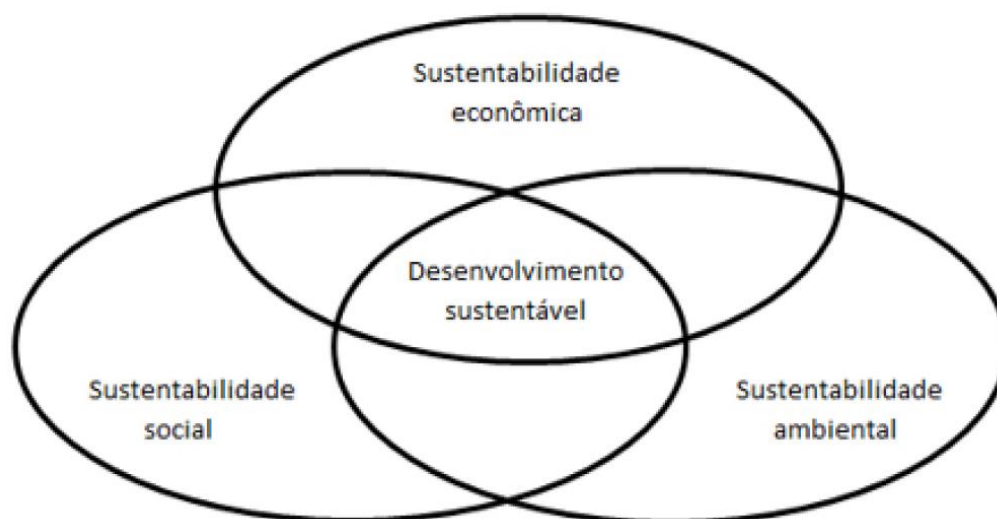 Sustentabilidade
econômica
Desenvolvimento
sustentável
Sustentabilidade
social
Sustentabilidade
ambiental